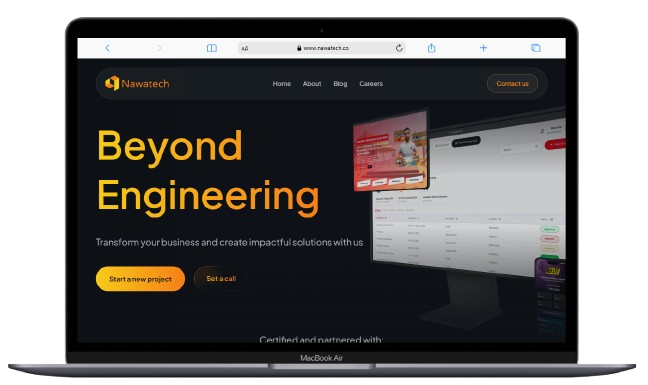 AA
www.nawatech.co
Nawatech
Home
About
Blog
Careers
Contact us
Beyond
Engineering
Transform your business and create impactful solutions with us
Start a new project
Set a call
Certified and partnered with:
MacBook Air